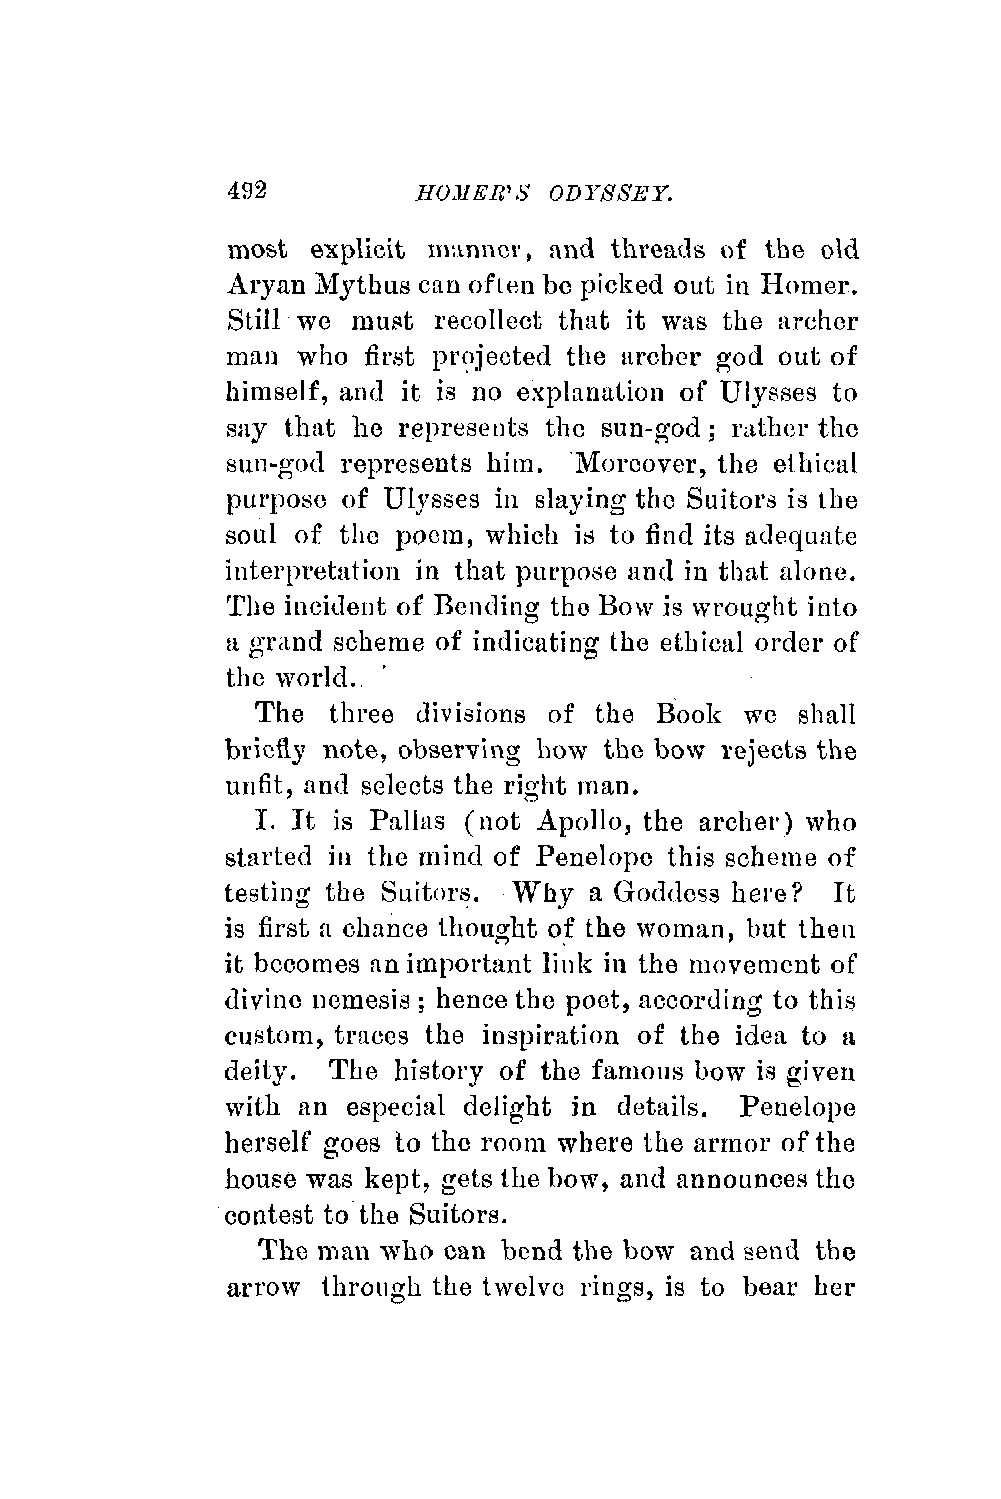 492 HOMER'S ODYSSEY.
most explicit manner, and threads of the old
Aryan Mythus can often be picked out in Homer.
Still we must recollect that it was the archer
man who first projected the archer god out of
himself, and it is no explanation of Ulysses to
say that he represents the sun-god; rather the
sun-god represents him. Moreover, the ethical
purpose of Ulysses in slaying the Suitors is the
soul of the poem, which is to find its adequate
interpretation in that purpose and in that alone.
The incident of Bending the Bow is wrought into
a grand scheme of indicating the ethical order of
the world.
The three divisions of the Book we shall
briefly note, observing how the bow rejects the
unfit, and selects the right man.
I. It is Pallas (not Apollo, the archer) who
started in the mind of Penelope this scheme of
testing the Suitors. Why a Goddess here? It
is first a chance thought of the woman, but then
it becomes an important link in the movement of
divine nemesis; hence the poet, according to this
custom, traces the inspiration of the idea to a
deity. The history of the famous bow is given
with an especial delight in details. Penelope
herself goes to the room where the armor of the
house was kept, gets the bow, and announces the
contest to the Suitors.
The man who can bend the bow and send the
arrow through the twelve rings, is to bear her